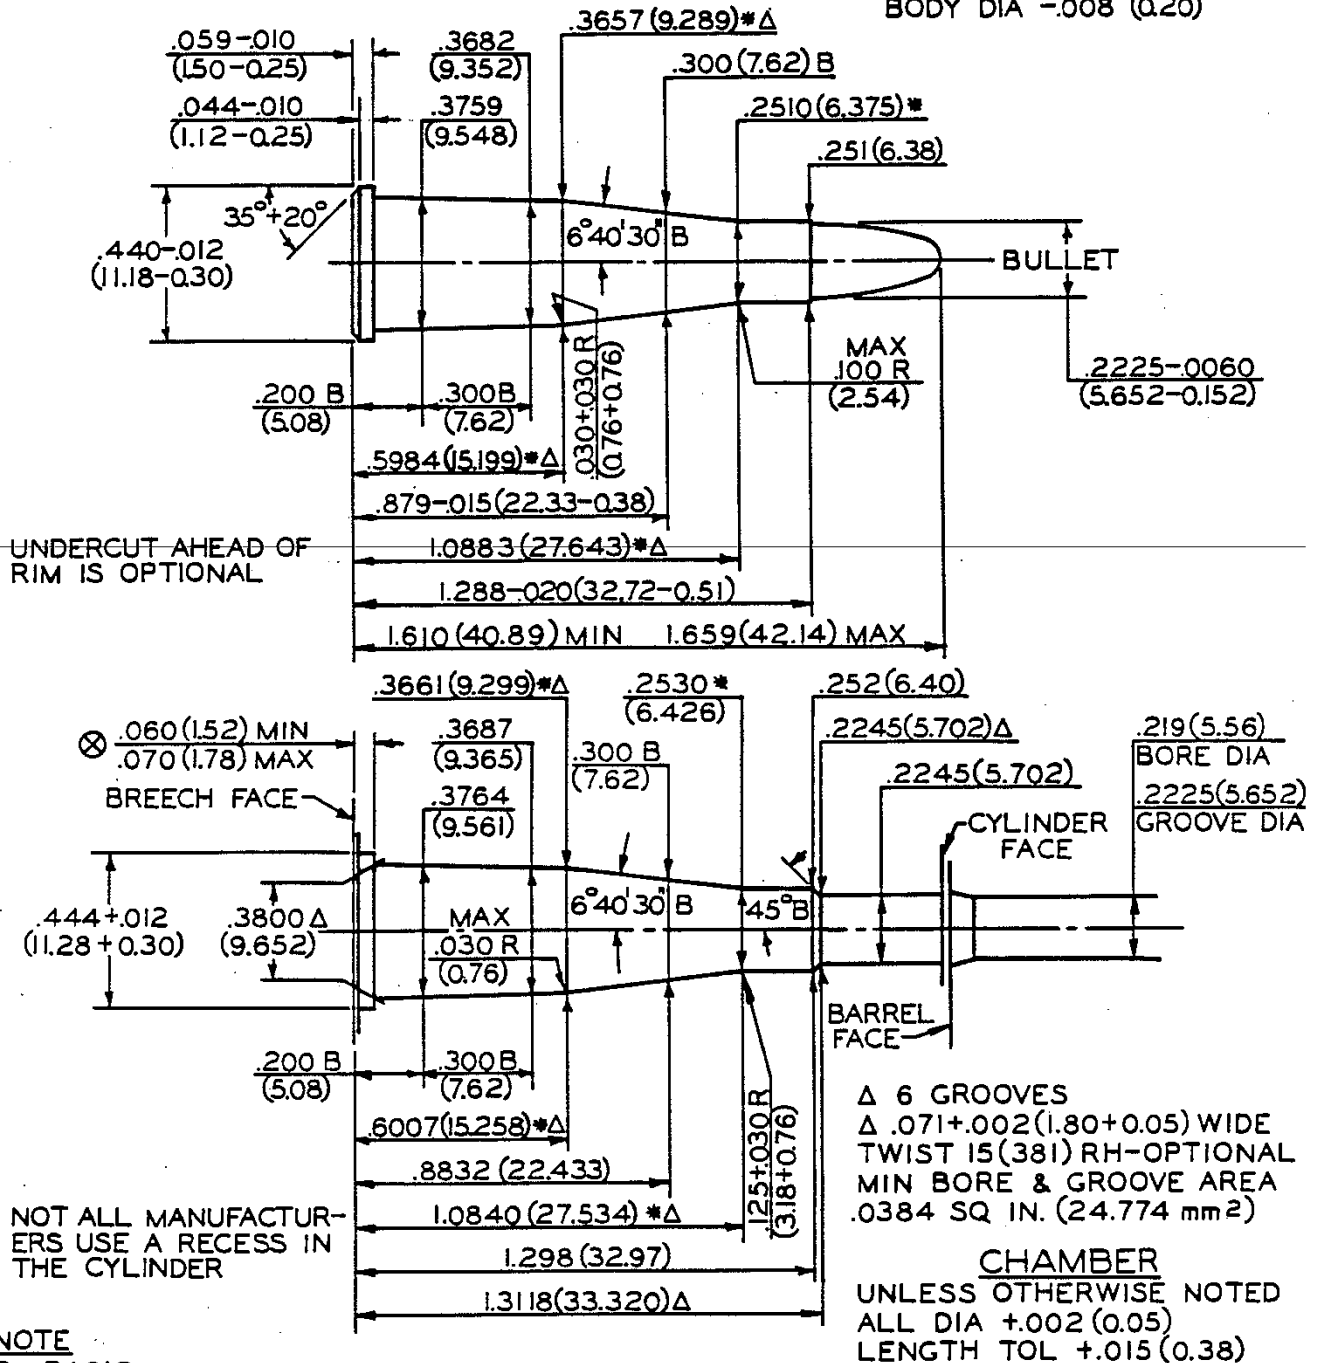 BODY DIA -.008 (0.20)
.3657(9.289)*Δ
.059-.010
(1.50-0.25)
.3682
(9.352)
.300(7.62) B
.044-.010
(1.12-0.25)
.3759
(9.548)
.2510(6.375)*
.251(6.38)
35°+20°
6°40'30" B
.440-.012
(11.18-0.30)
BULLET
MAX
.100 R
(2.54)
.2225-.0060
(5.652-0.152)
.200 B
(5.08)
.300B
(7.62)
.030+.030 R
(0.76+0.76)
.5984(15.199)*Δ
.879-.015(22.33-0.38)
UNDERCUT AHEAD OF
RIM IS OPTIONAL
1.0883(27.643)*Δ
1.288-.020(32.72-0.51)
1.610(40.89) MIN 1.659(42.14) MAX
.3661(9.299)*Δ
.2530*
(6.426)
.252(6.40)
⊗ .060(1.52) MIN
.070(1.78) MAX
.3687
(9.365)
.300 B
(7.62)
.2245(5.702)Δ
.219(5.56)
BORE DIA
BREECH FACE
.3764
(9.561)
.2245(5.702)
.2225(5.652)
GROOVE DIA
CYLINDER
FACE
.444+.012
(11.28+0.30)
.3800Δ
(9.652)
MAX
.030 R
(0.76)
6°40'30" B
45°B
BARREL
FACE
.200 B
(5.08)
.300B
(7.62)
.125+.030 R
(3.18+0.76)
.6007(15.258)*Δ
.8832(22.433)
1.0840(27.534)*Δ
1.298(32.97)
1.3118(33.320)Δ
NOT ALL MANUFACTUR-
ERS USE A RECESS IN
THE CYLINDER
Δ 6 GROOVES
Δ .071+.002(1.80+0.05) WIDE
TWIST 15(381) RH-OPTIONAL
MIN BORE & GROOVE AREA
.0384 SQ IN. (24.774 mm2)
CHAMBER
UNLESS OTHERWISE NOTED
ALL DIA +.002(0.05)
LENGTH TOL +.015(0.38)
NOTE